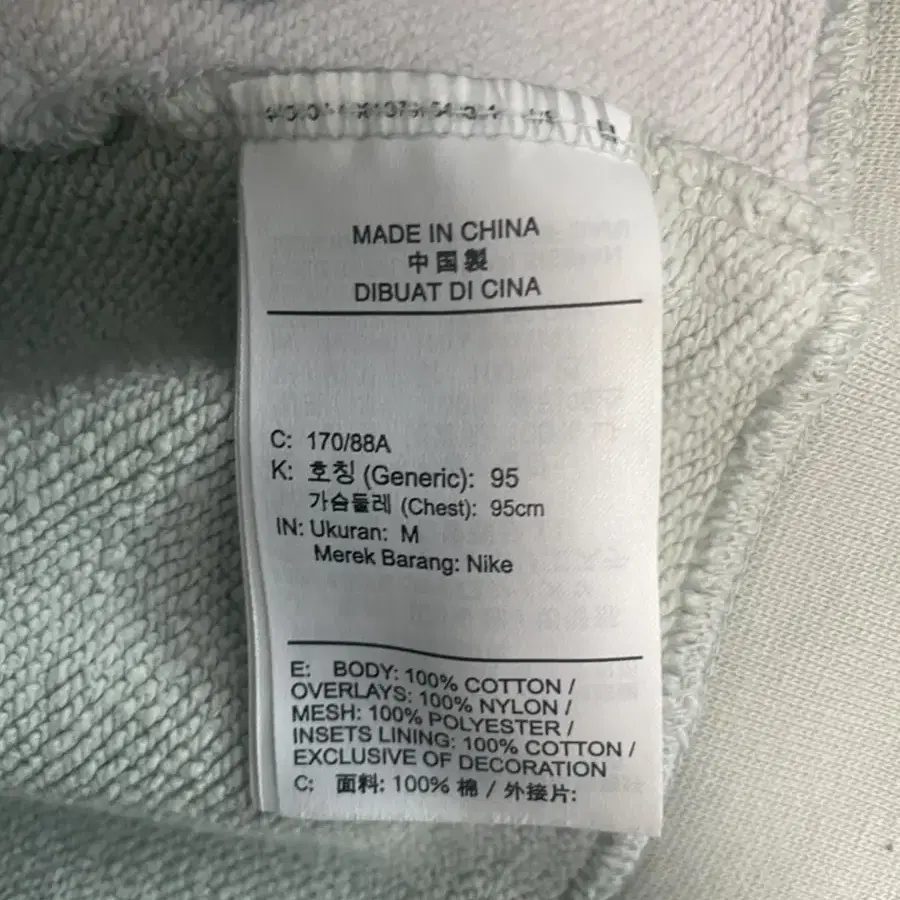 MADE IN CHINA
中国製
DIBUAT DI CINA
C: 170/88A
K: 호칭 (Generic): 95
가슴둘레 (Chest): 95cm
IN: Ukuran: M
Merek Barang: Nike
E: BODY: 100% COTTON /
OVERLAYS: 100% NYLON /
MESH: 100% POLYESTER /
INSETS LINING: 100% COTTON /
EXCLUSIVE OF DECORATION
C: 面料: 100% 棉 / 外接片: